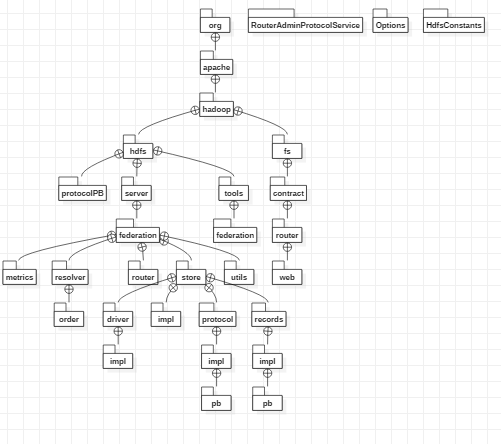 org
RouterAdminProtocolService
Options
HdfsConstants
apache
hadoop
hdfs
fs
protocolPB
server
tools
contract
federation
federation
router
metrics
resolver
router
store
utils
web
order
driver
impl
protocol
records
impl
impl
impl
pb
pb